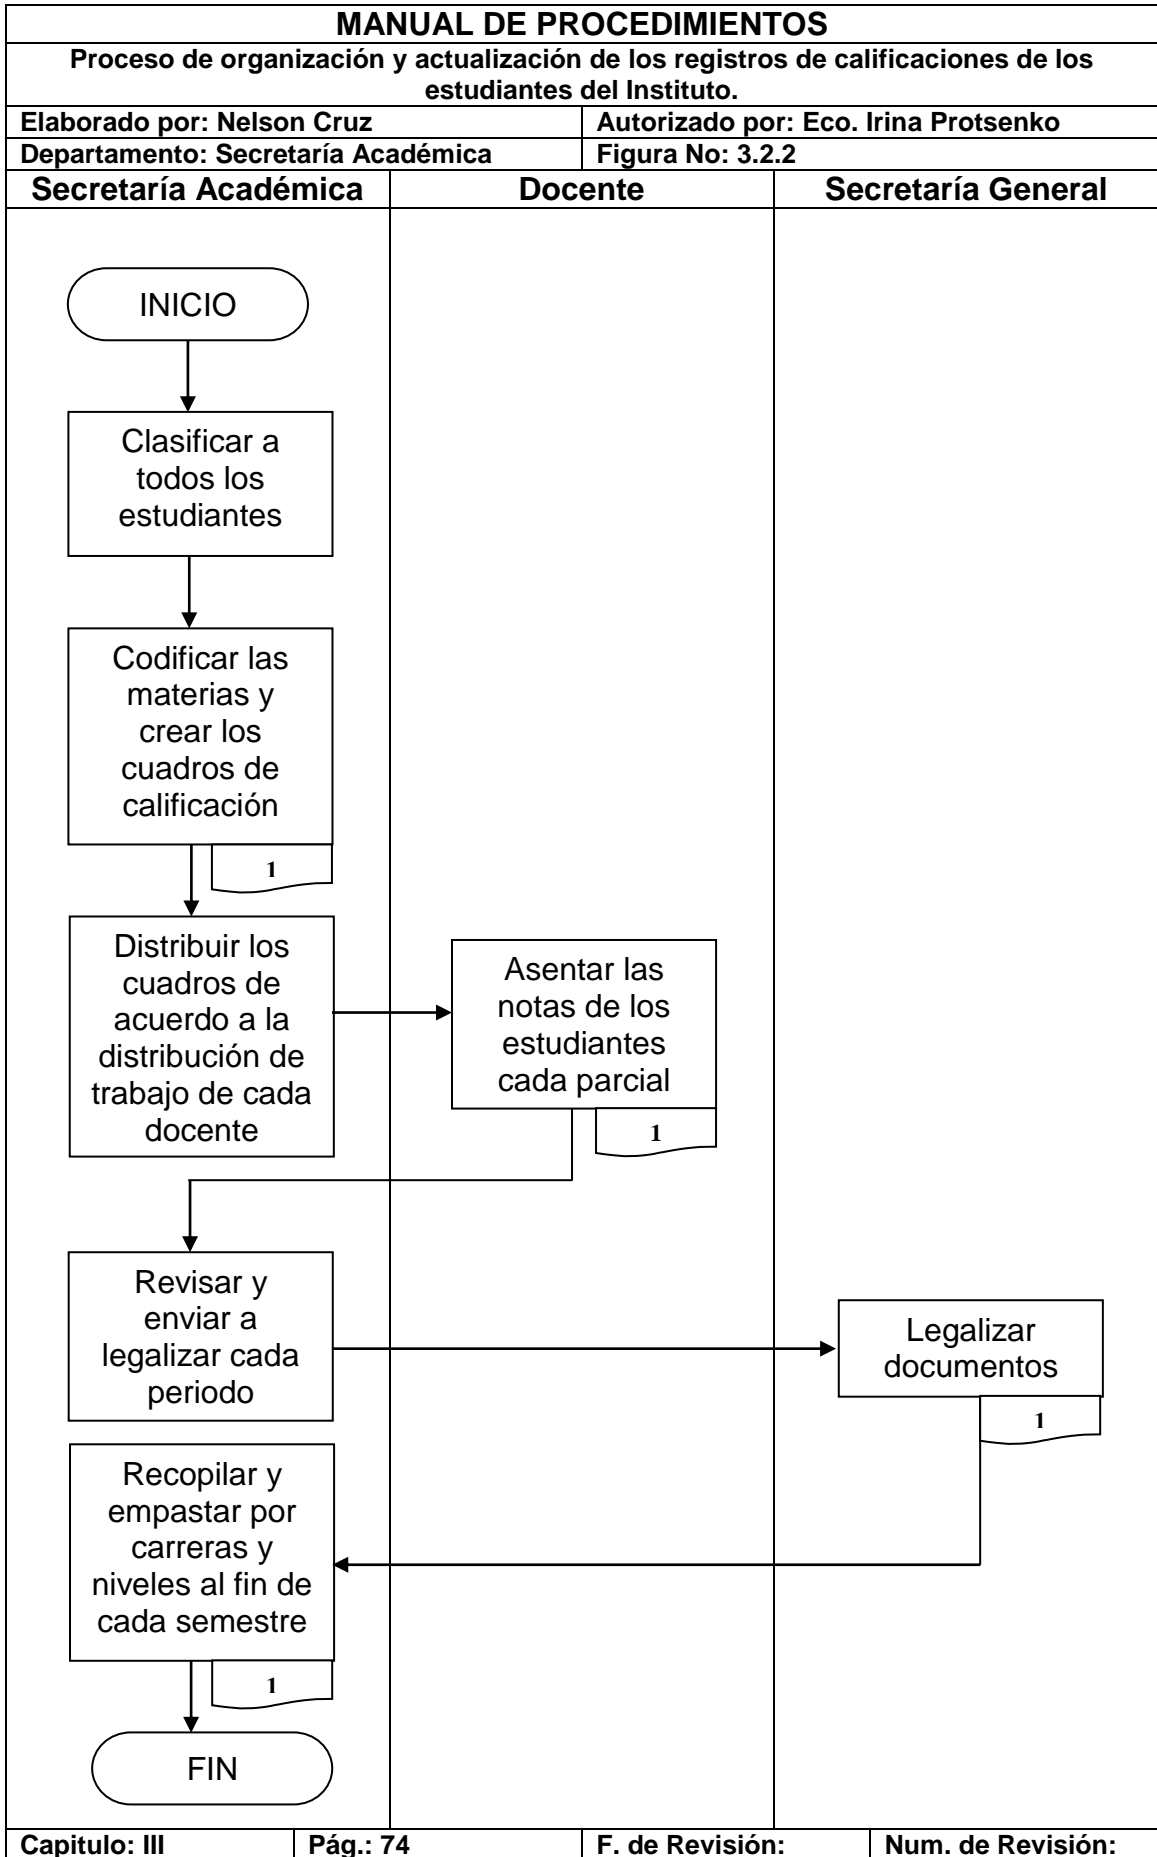 MANUAL DE PROCEDIMIENTOS
Proceso de organización y actualización de los registros de calificaciones de los
estudiantes del Instituto.
Elaborado por: Nelson Cruz
Autorizado por: Eco. Irina Protsenko
Departamento: Secretaría Académica
Figura No: 3.2.2
Secretaría Académica
Docente
Secretaría General
INICIO
Clasificar a
todos los
estudiantes
Codificar las
materias y
crear los
cuadros de
calificación
1
Distribuir los
cuadros de
acuerdo a la
distribución de
trabajo de cada
docente
Asentar las
notas de los
estudiantes
cada parcial
1
Revisar y
enviar a
legalizar cada
periodo
Legalizar
documentos
1
Recopilar y
empastar por
carreras y
niveles al fin de
cada semestre
1
FIN
Capitulo: III
Pág.: 74
F. de Revisión:
Num. de Revisión: